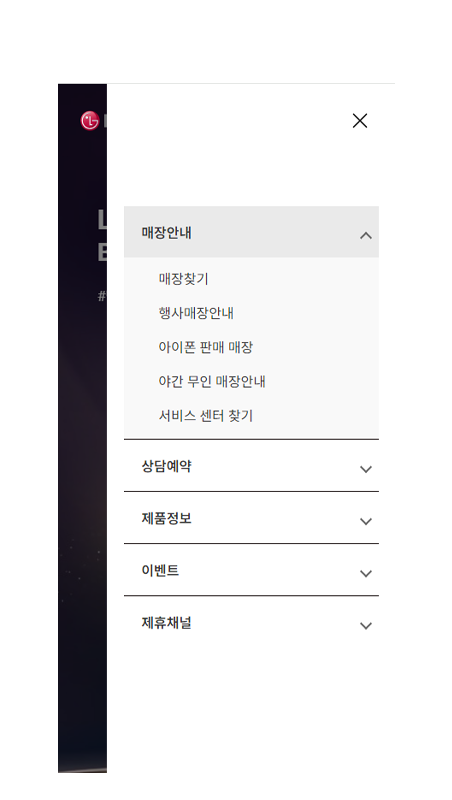 매장안내
매장찾기
행사매장안내
아이폰 판매 매장
야간 무인 매장안내
서비스 센터 찾기
상담예약
제품정보
이벤트
제휴채널